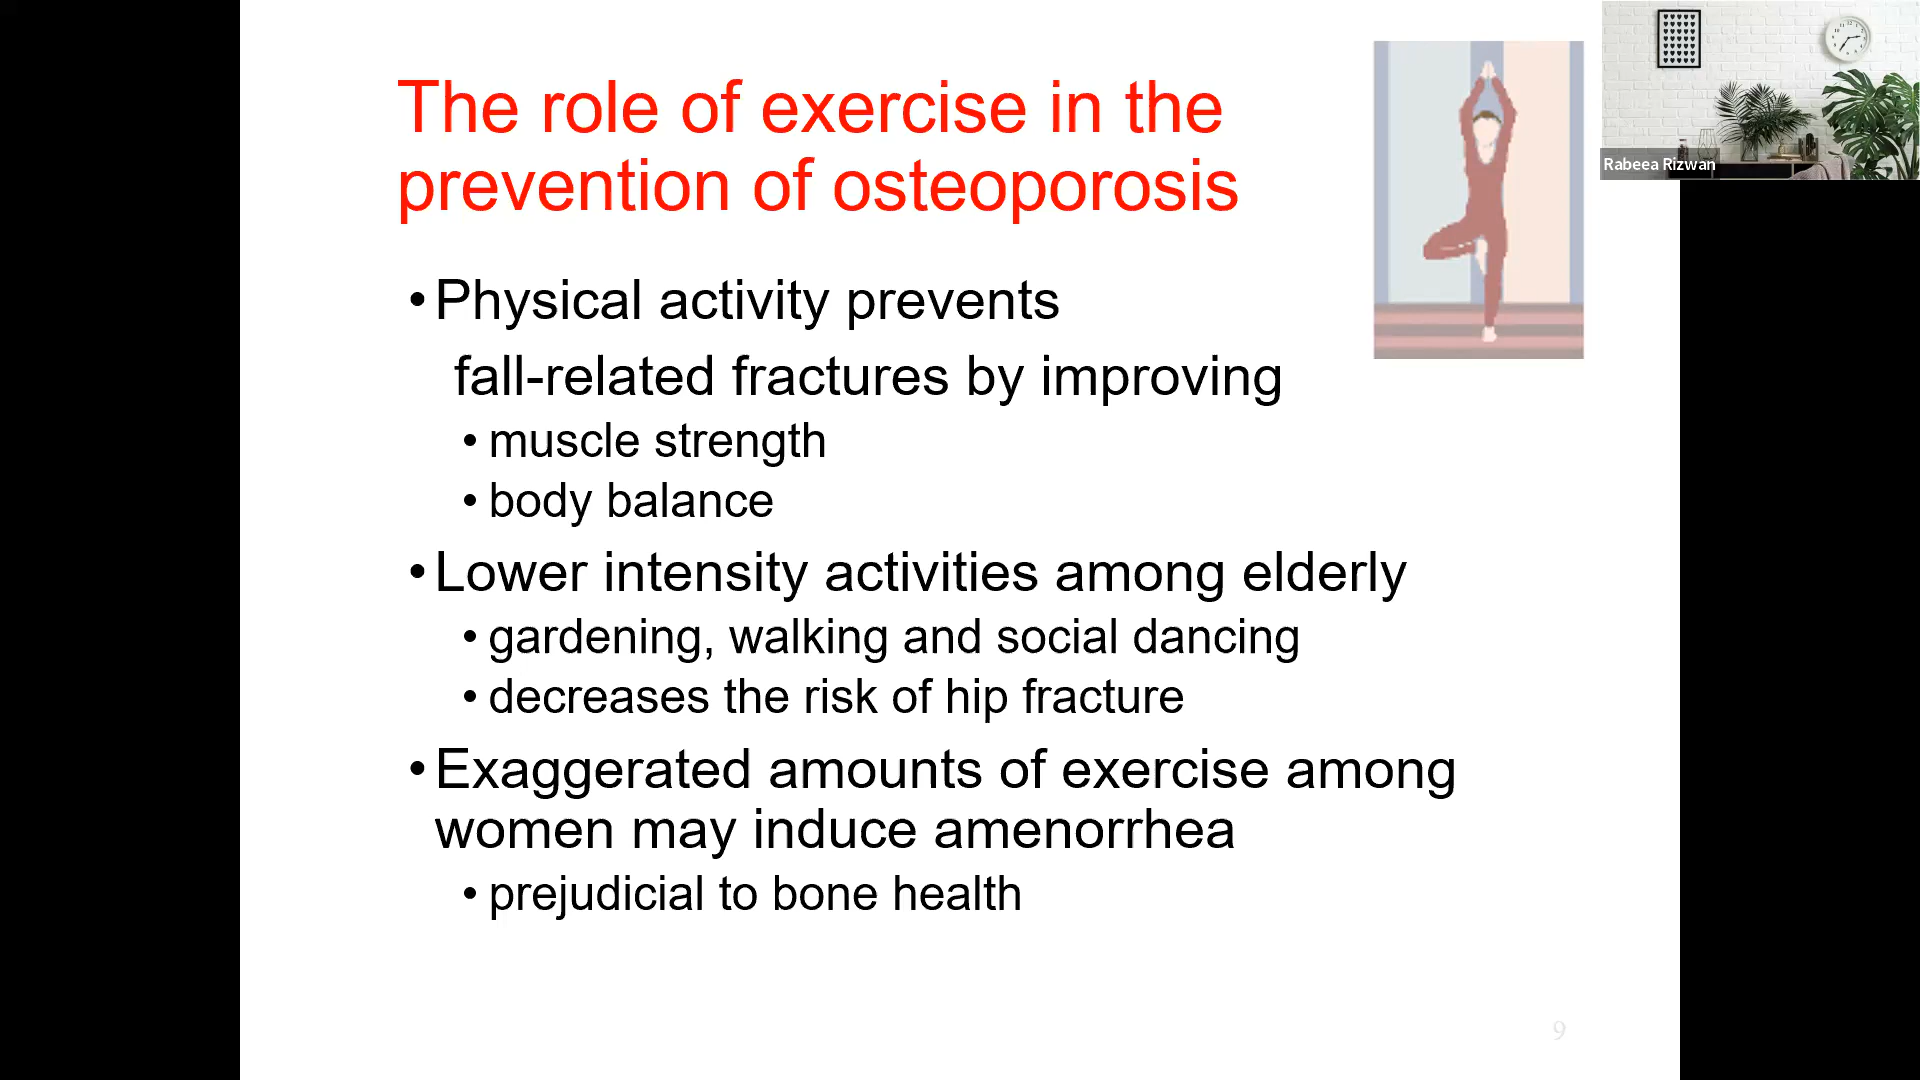 The role of exercise in the
prevention of osteoporosis
•Physical activity prevents
fall-related fractures by improving
• muscle strength
• body balance
•Lower intensity activities among elderly
• gardening, walking and social dancing
• decreases the risk of hip fracture
•Exaggerated amounts of exercise among
women may induce amenorrhea
• prejudicial to bone health
9
Rabeea Rizwan